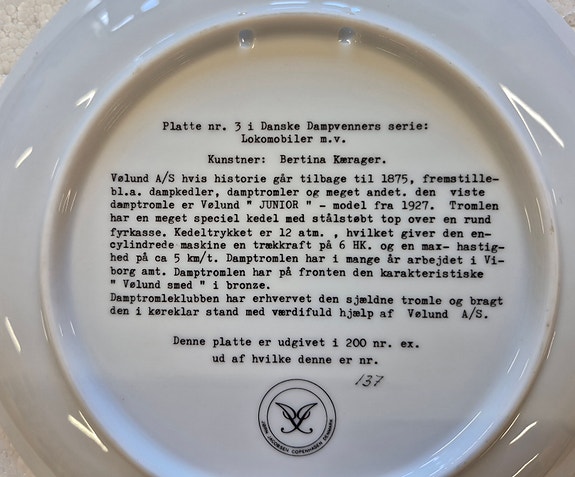 Platte nr. 3 i Danske Dampvenners serie:
Lokomobiler m.v.
Kunstner: Bertina Kærager.
Vølund A/S hvis historie går tilbage til 1875, fremstille-
bl.a. dampkedler, damptromler og meget andet. den viste
damptromle er Vølund " JUNIOR " - model fra 1927. Tromlen
har en meget speciel kedel med stålstøbt top over en rund
fyrkasse. Kedeltrykket er 12 atm. , hvilket giver den en-
cylindrede maskine en trækkraft på 6 HK. og en max- hastig-
hed på ca 5 km/t. Damptromlen har i mange år arbejdet i Vi-
borg amt. Damptromlen har på fronten den karakteristiske
" Vølund smed " i bronze.
Damptromleklubben har erhvervet den sjældne tromle og bragt
den i køreklar stand med værdifuld hjælp af Vølund A/S.
Denne platte er udgivet i 200 nr. ex.
ud af hvilke denne er nr.
137
JOHN JACOBSEN COPENHAGEN DENMARK